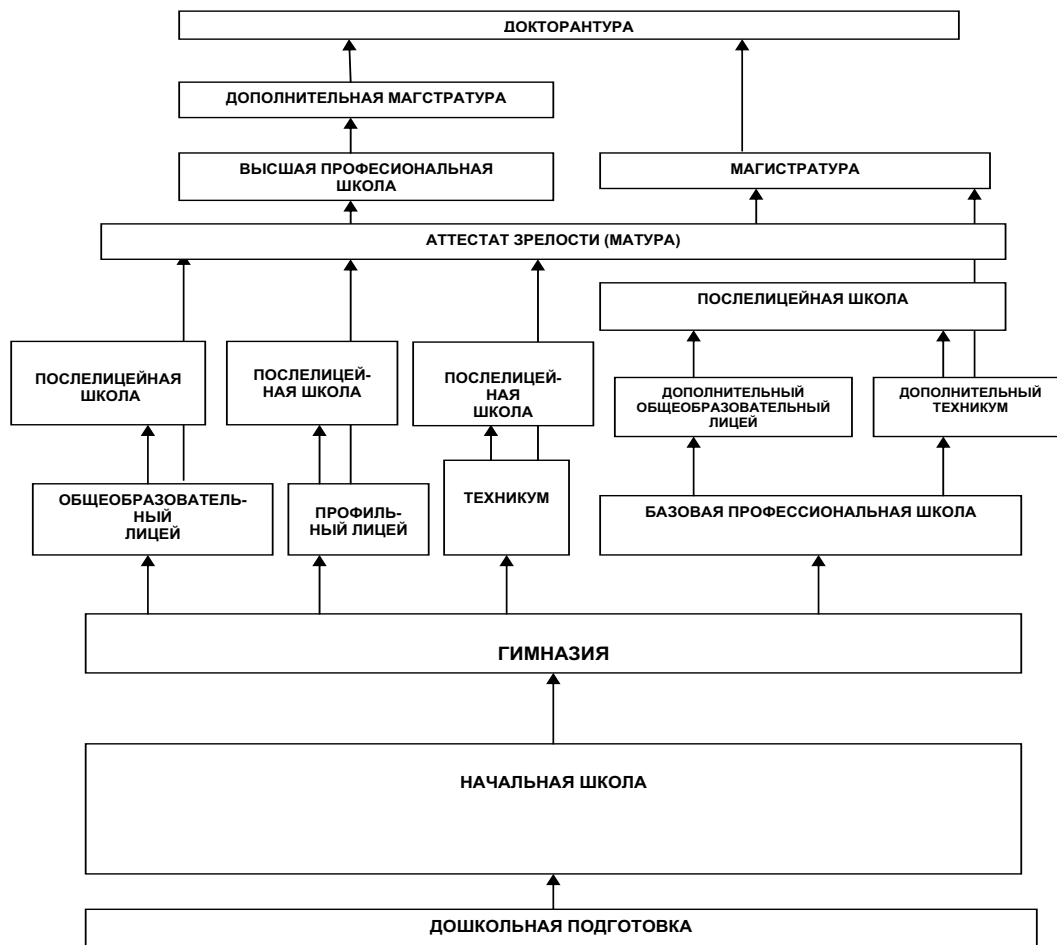 ДОКТОРАНТУРА
ДОПОЛНИТЕЛЬНАЯ МАГСТРАТУРА
ВЫСШАЯ ПРОФЕСИОНАЛЬНАЯ
ШКОЛА
МАГИСТРАТУРА
АТТЕСТАТ ЗРЕЛОСТИ (МАТУРА)
ПОСЛЕЛИЦЕЙНАЯ ШКОЛА
ПОСЛЕЛИЦЕЙНАЯ
ШКОЛА
ПОСЛЕЛИЦЕЙ-
НАЯ ШКОЛА
ПОСЛЕЛИЦЕЙ-
НАЯ
ШКОЛА
ДОПОЛНИТЕЛЬНЫЙ
ОБЩЕОБРАЗОВАТЕЛЬНЫЙ
ЛИЦЕЙ
ДОПОЛНИТЕЛЬНЫЙ
ТЕХНИКУМ
ОБЩЕОБРАЗОВАТЕЛЬ-
НЫЙ
ЛИЦЕЙ
ПРОФИЛЬ-
НЫЙ ЛИЦЕЙ
ТЕХНИКУМ
БАЗОВАЯ ПРОФЕССИОНАЛЬНАЯ ШКОЛА
ГИМНАЗИЯ
НАЧАЛЬНАЯ ШКОЛА
ДОШКОЛЬНАЯ ПОДГОТОВКА